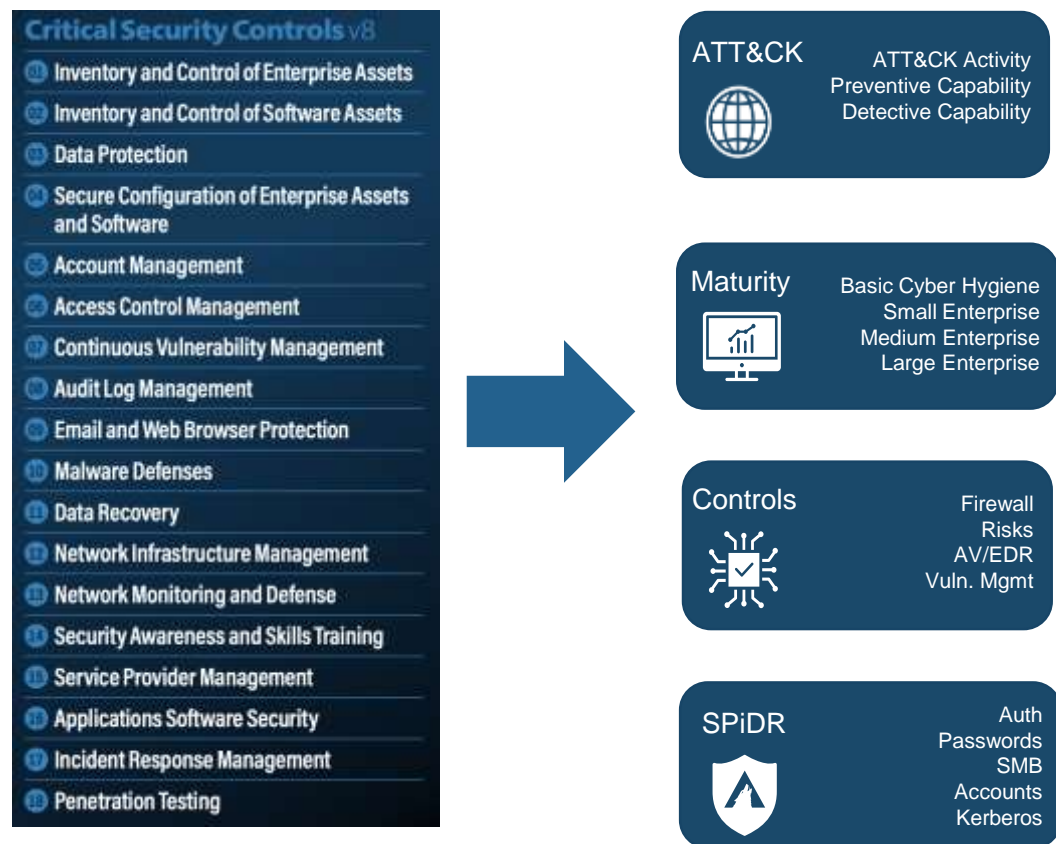 Critical Security Controls v8
01 Inventory and Control of Enterprise Assets
02 Inventory and Control of Software Assets
03 Data Protection
04 Secure Configuration of Enterprise Assets
and Software
05 Account Management
06 Access Control Management
07 Continuous Vulnerability Management
08 Audit Log Management
09 Email and Web Browser Protection
10 Malware Defenses
11 Data Recovery
12 Network Infrastructure Management
13 Network Monitoring and Defense
14 Security Awareness and Skills Training
15 Service Provider Management
16 Applications Software Security
17 Incident Response Management
18 Penetration Testing
ATT&CK
ATT&CK Activity
Preventive Capability
Detective Capability
Maturity
Basic Cyber Hygiene
Small Enterprise
Medium Enterprise
Large Enterprise
Controls
Firewall
Risks
AV/EDR
Vuln. Mgmt
SPiDR
Auth
Passwords
SMB
Accounts
Kerberos